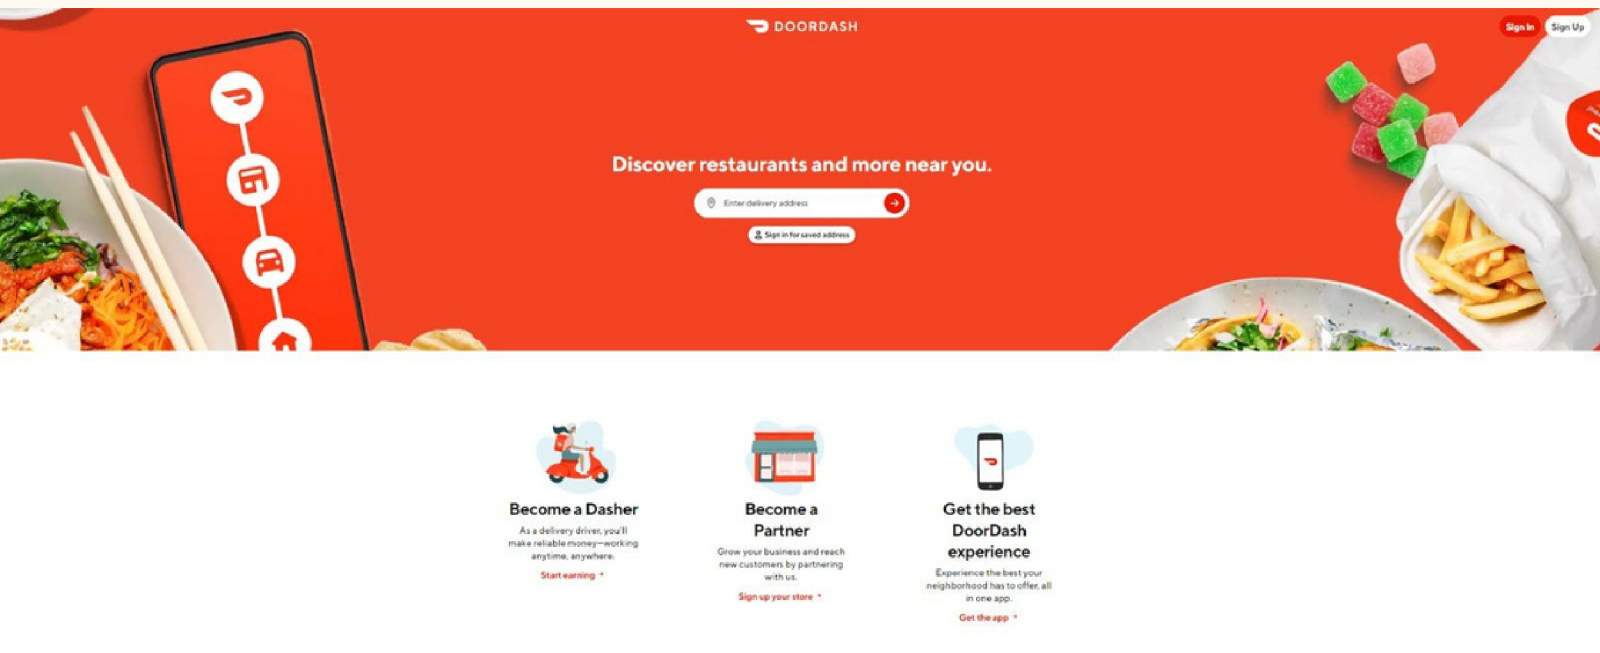 DOORDASH
Sign In
Sign Up
Discover restaurants and more near you.
Enter delivery address
Sign in for saved address
Become a Dasher
As a delivery driver, you'll
make reliable money—working
anytime, anywhere.
Start earning
Become a
Partner
Grow your business and reach
new customers by partnering
with us.
Sign up your store
Get the best
DoorDash
experience
Experience the best your
neighborhood has to offer, all
in one app.
Get the app